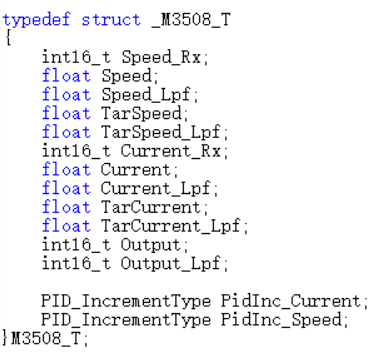 typedef struct _M3508_T
{
    int16_t Speed_Rx;
    float Speed;
    float Speed_Lpf;
    float TarSpeed;
    float TarSpeed_Lpf;
    int16_t Current_Rx;
    float Current;
    float Current_Lpf;
    float TarCurrent;
    float TarCurrent_Lpf;
    int16_t Output;
    int16_t Output_Lpf;

    PID_IncrementType PidInc_Current;
    PID_IncrementType PidInc_Speed;
}M3508_T;